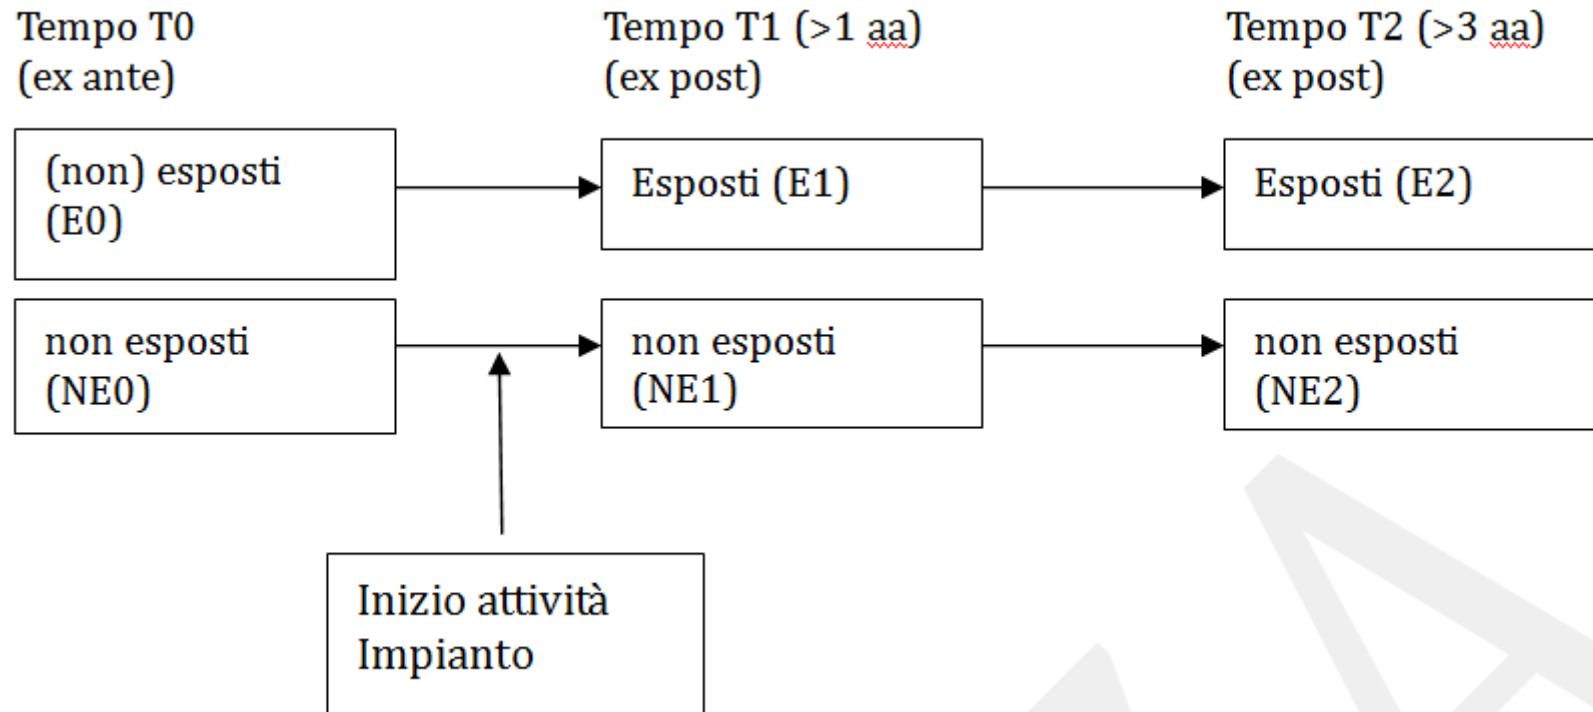 Tempo T0
(ex ante)
Tempo T1 (>1 aa)
(ex post)
Tempo T2 (>3 aa)
(ex post)
(non) esposti
(E0)
Esposti (E1)
Esposti (E2)
non esposti
(NE0)
non esposti
(NE1)
non esposti
(NE2)
Inizio attività
Impianto